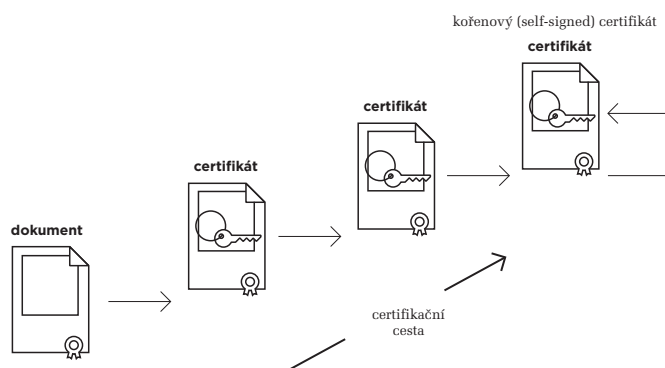 kořenový (self-signed) certifikát
certifikát
certifikát
certifikát
dokument
certifikační
cesta